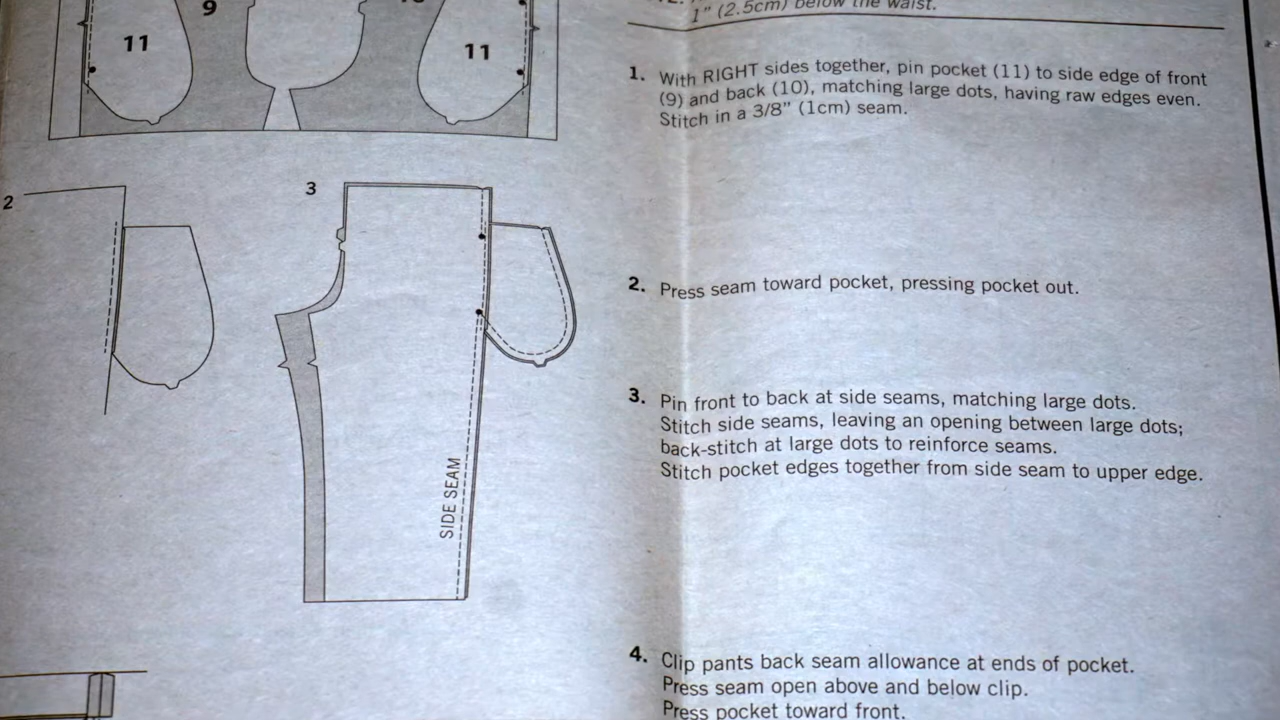 9
11
11
1" (2.5cm) below the waist.
1. With RIGHT sides together, pin pocket (11) to side edge of front
(9) and back (10), matching large dots, having raw edges even.
Stitch in a 3/8" (1cm) seam.
2
3
2. Press seam toward pocket, pressing pocket out.
3. Pin front to back at side seams, matching large dots.
Stitch side seams, leaving an opening between large dots;
back-stitch at large dots to reinforce seams.
Stitch pocket edges together from side seam to upper edge.
SIDE SEAM
4. Clip pants back seam allowance at ends of pocket.
Press seam open above and below clip.
Press pocket toward front.